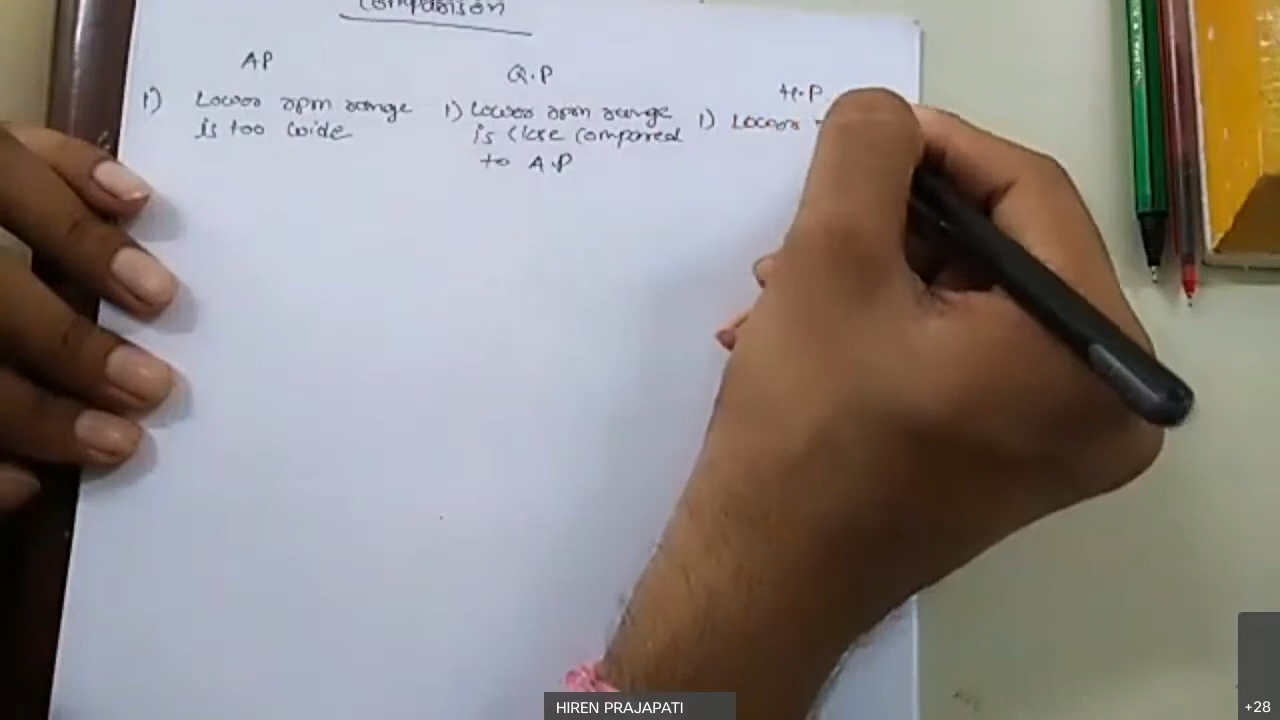 Comparison
AP
Q.P
H.P.
1) Lower rpm range
is too wide
1) Lower rpm range
is close compared
to A.P
1) Lower
HIREN PRAJAPATI
+28